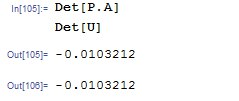 In[105]:= Det[P.A]
Det[U]
Out[105]= -0.0103212
Out[106]= -0.0103212